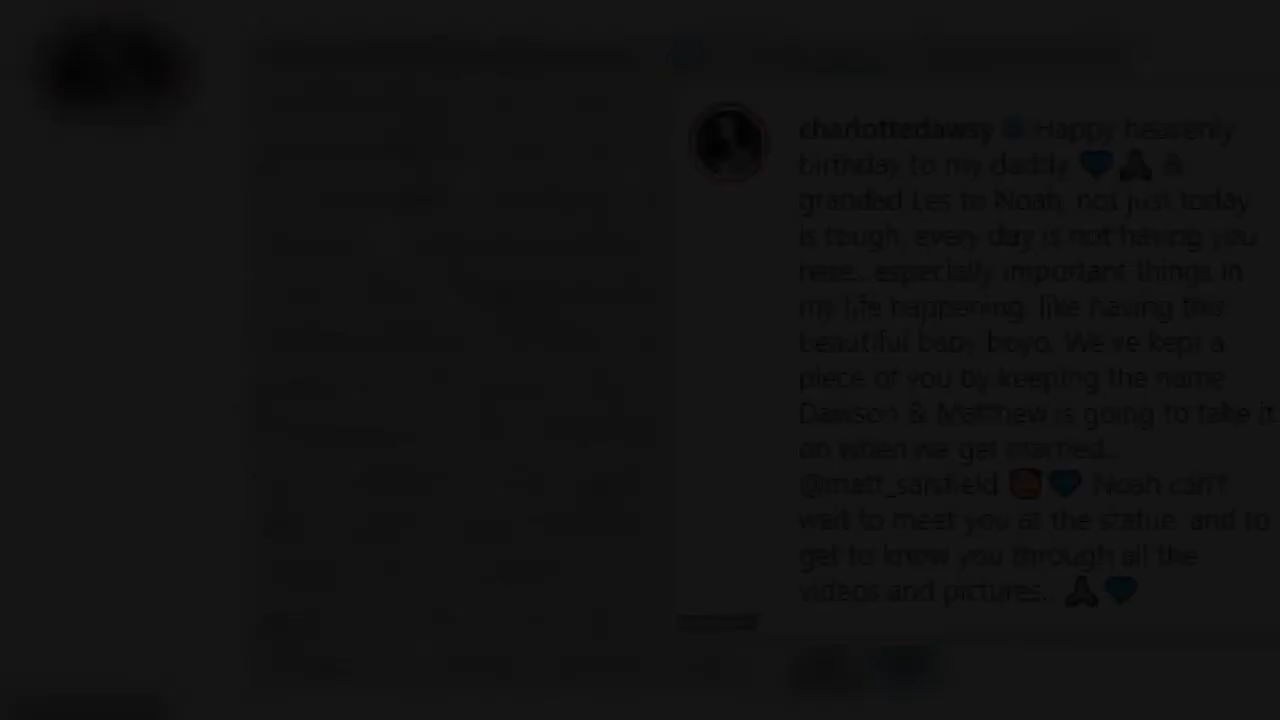 charlottedawsy Happy heavenly
birthday to my daddy 💙🙏 &
grandad Les to Noah, not just today
is tough, every day is not having you
here.. especially important things in
my life happening, like having this
beautiful baby boyo. We've kept a
piece of you by keeping the name
Dawson & Matthew is going to take it
on when we get married..
@matt_sarsfield 💙 Noah can't
wait to meet you at the statue, and to
get to know you through all the
videos and pictures.. 🙏💙